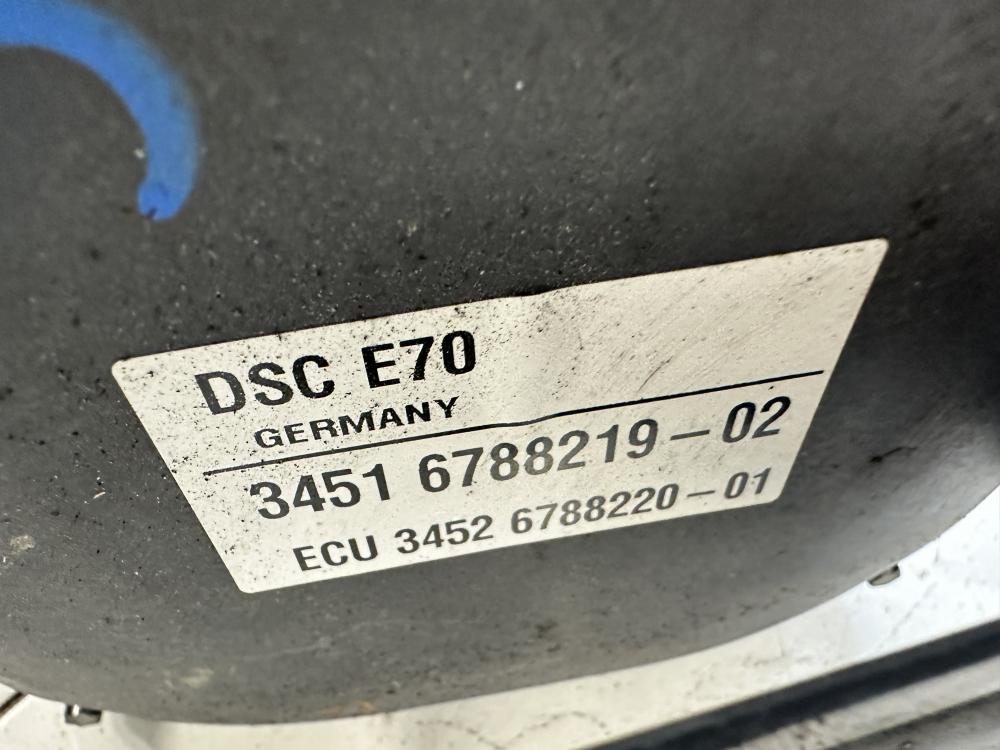 DSC E70
GERMANY
3451 6788219-02
ECU 3452 6788220-01